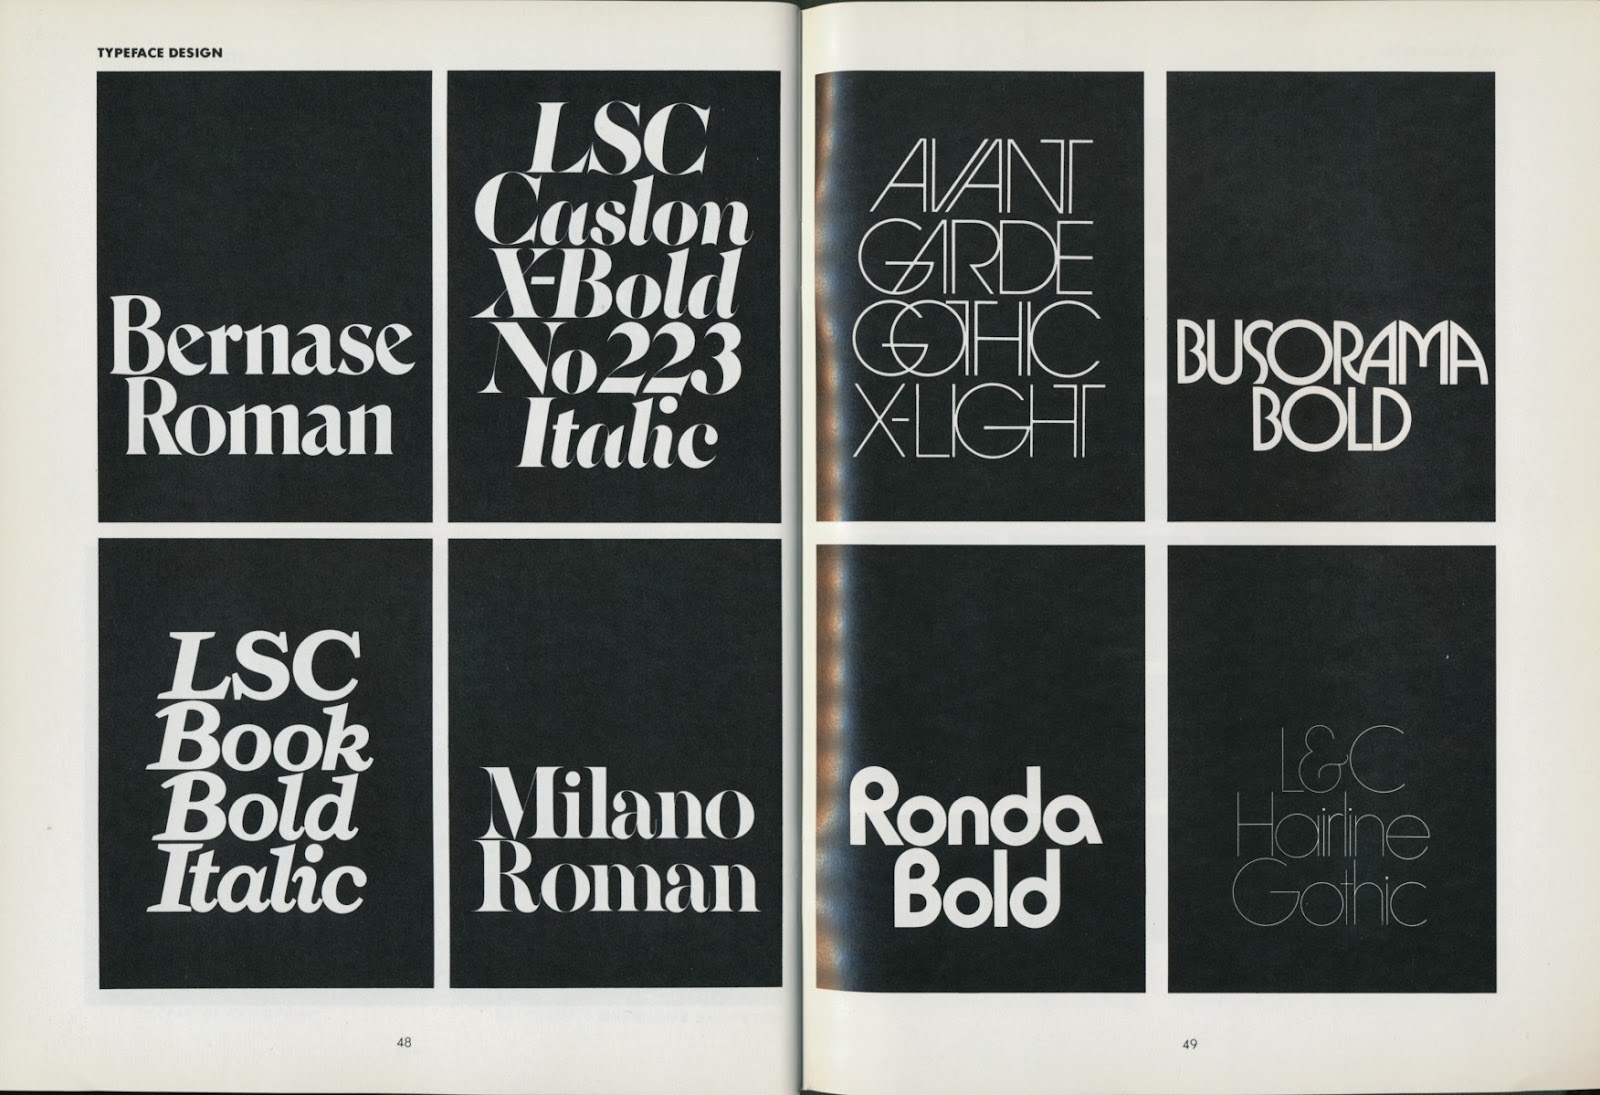 TYPEFACE DESIGN
Bernase
Roman
LSC
Caslon
X-Bold
No223
Italic
LSC
Book
Bold
Italic
Milano
Roman
48
AVANT
GARDE
GOTHIC
X-LIGHT
BUSORAMA
BOLD
Ronda
Bold
L&C
Hairline
Gothic
49